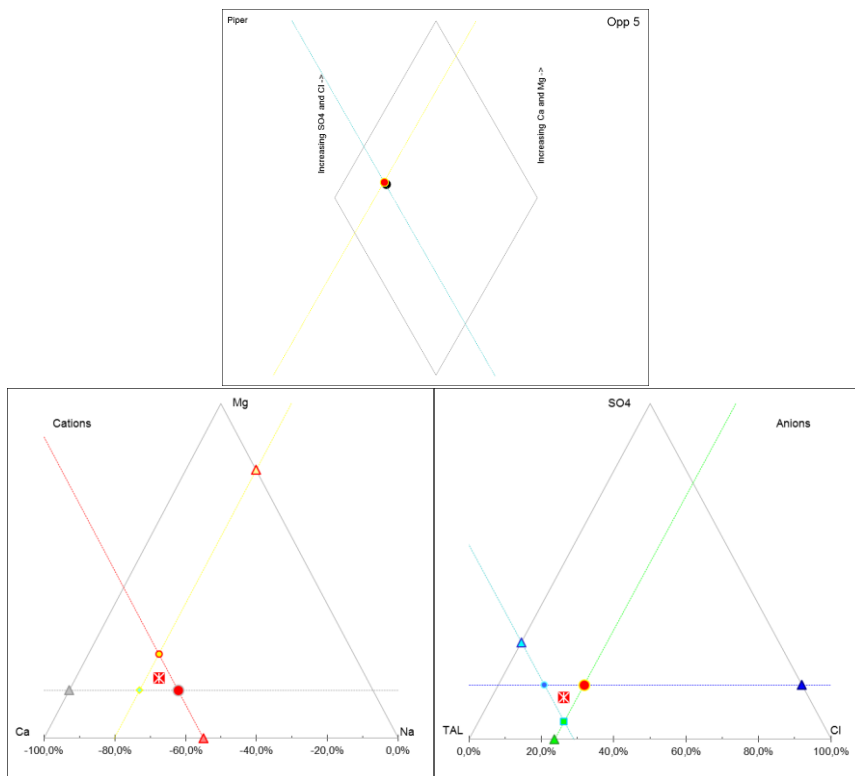 Piper
Opp 5
Increasing SO4 and Cl ->
Increasing Ca and Mg ->
Mg
Cations
Ca
Na
-100,0%
-80,0%
-60,0%
-40,0%
0,0%
SO4
Anions
TAL
Cl
0,0%
20,0%
40,0%
60,0%
80,0%
100,0%